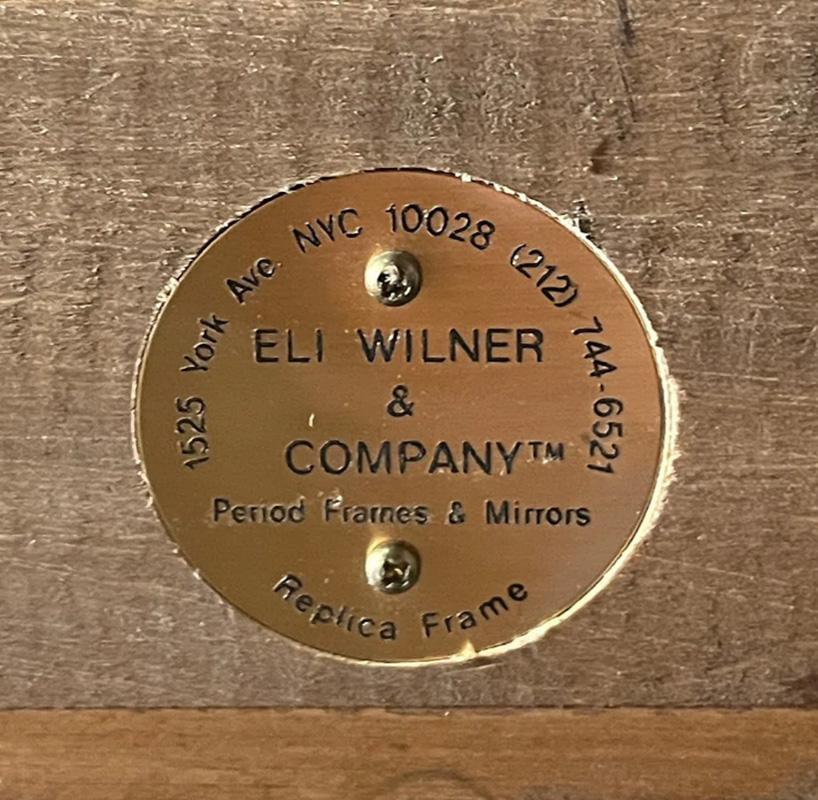 1525 York Ave. NYC 10028 (212) 744-6521
ELI WILNER
&
COMPANY™
Period Frames & Mirrors
Replica Frame